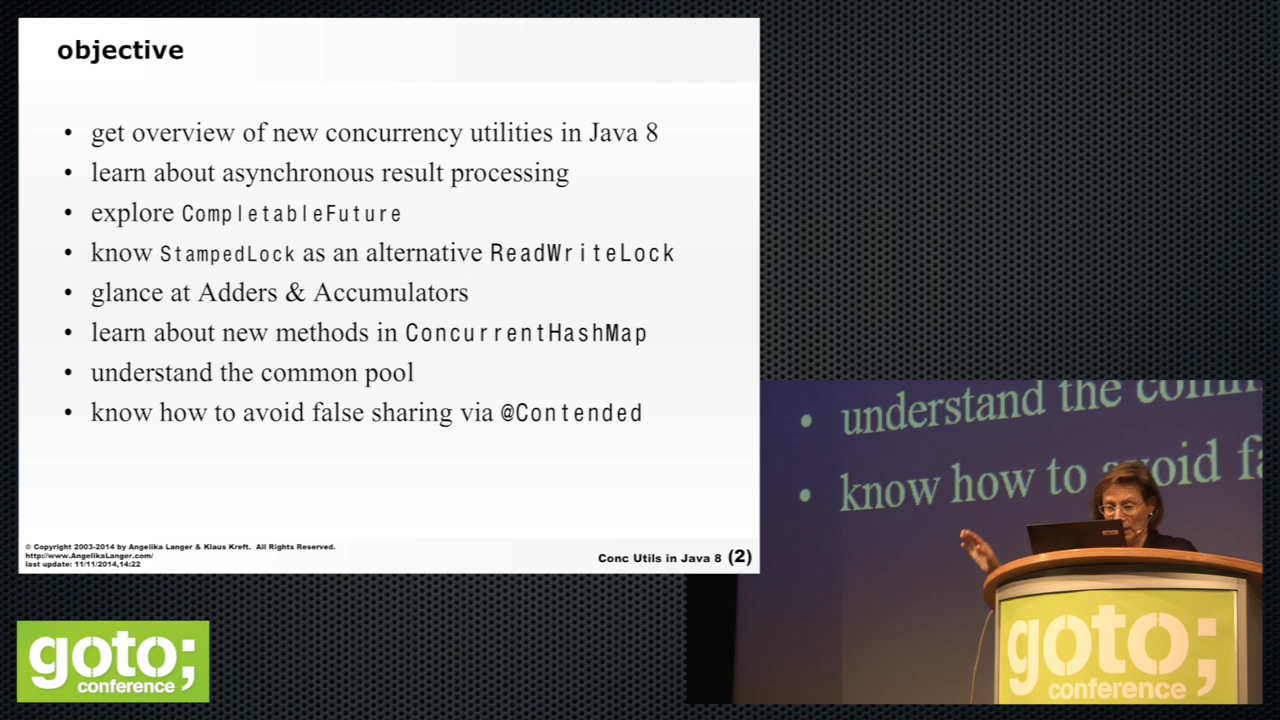 objective
• get overview of new concurrency utilities in Java 8
• learn about asynchronous result processing
• explore CompletableFuture
• know StampedLock as an alternative ReadWriteLock
• glance at Adders & Accumulators
• learn about new methods in ConcurrentHashMap
• understand the common pool
• know how to avoid false sharing via @Contended
© Copyright 2003-2014 by Angelika Langer & Klaus Kreft. All Rights Reserved.
http://www.AngelikaLanger.com/
last update: 11/11/2014,14:22
Conc Utils in Java 8 (2)
• understand the comm
• know how to avoid fa
goto;
conference
goto;
conference